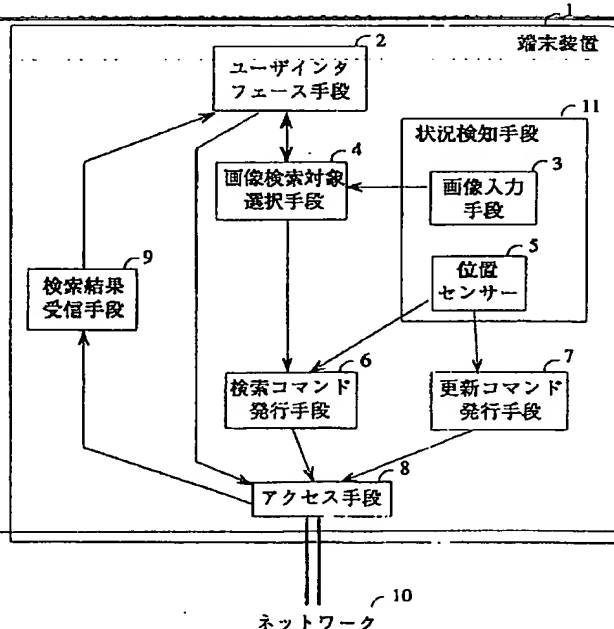 1
端末装置
2
ユーザインタ
フェース手段
11
状況検知手段
4
画像検索対象
選択手段
3
画像入力
手段
9
検索結果
受信手段
5
位置
センサー
6
検索コマンド
発行手段
7
更新コマンド
発行手段
8
アクセス手段
10
ネットワーク